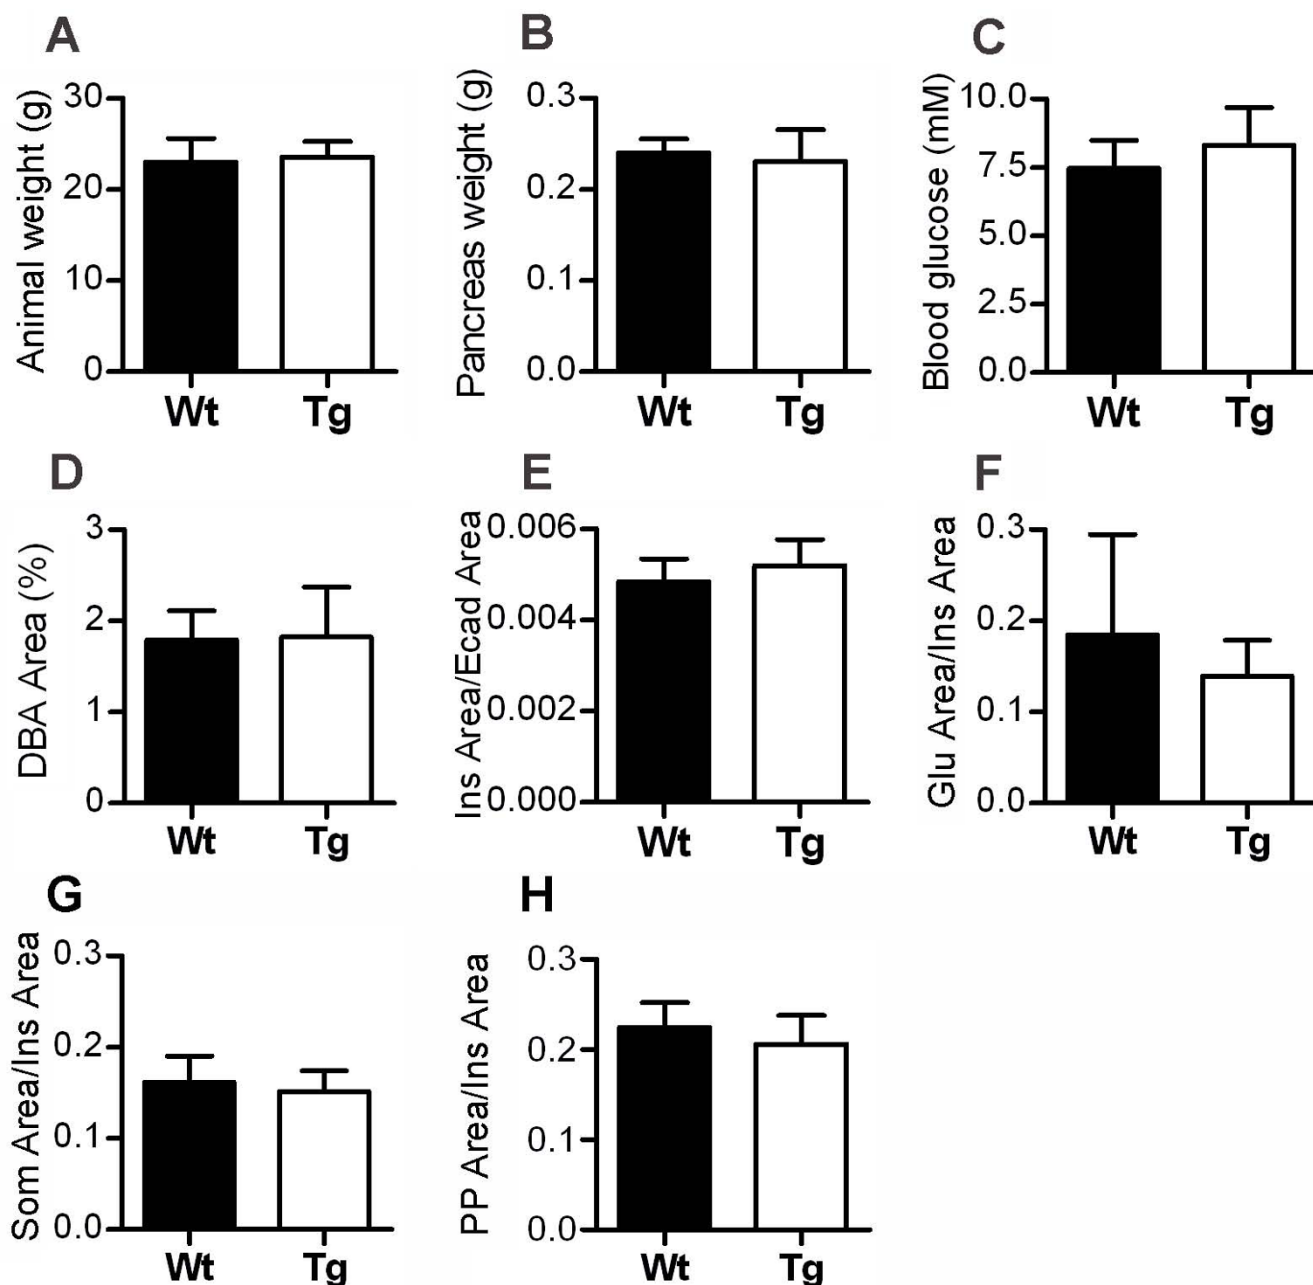 A
Animal weight (g)
30
20
10
0
Wt Tg
B
Pancreas weight (g)
0.3
0.2
0.1
0.0
Wt Tg
C
Blood glucose (mM)
10.0
7.5
5.0
2.5
0.0
Wt Tg
D
DBA Area (%)
3
2
1
0
Wt Tg
E
Ins Area/Ecad Area
0.006
0.004
0.002
0.000
Wt Tg
F
Glu Area/Ins Area
0.3
0.2
0.1
0.0
Wt Tg
G
Som Area/Ins Area
0.3
0.2
0.1
0.0
Wt Tg
H
PP Area/Ins Area
0.3
0.2
0.1
0.0
Wt Tg